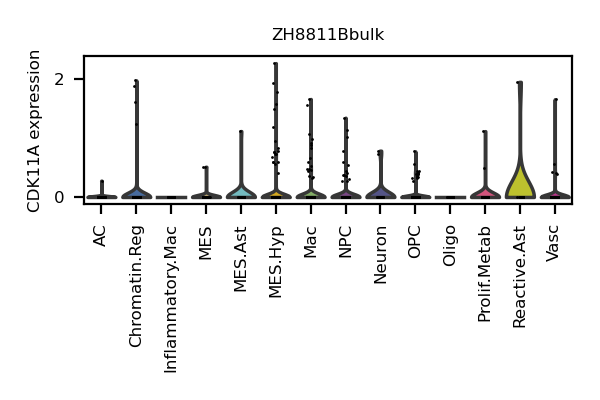 ZH8811Bbulk
CDK11A expression
2
0
AC
Chromatin.Reg
Inflammatory.Mac
MES
MES.Ast
MES.Hyp
Mac
NPC
Neuron
OPC
Oligo
Prolif.Metab
Reactive.Ast
Vasc